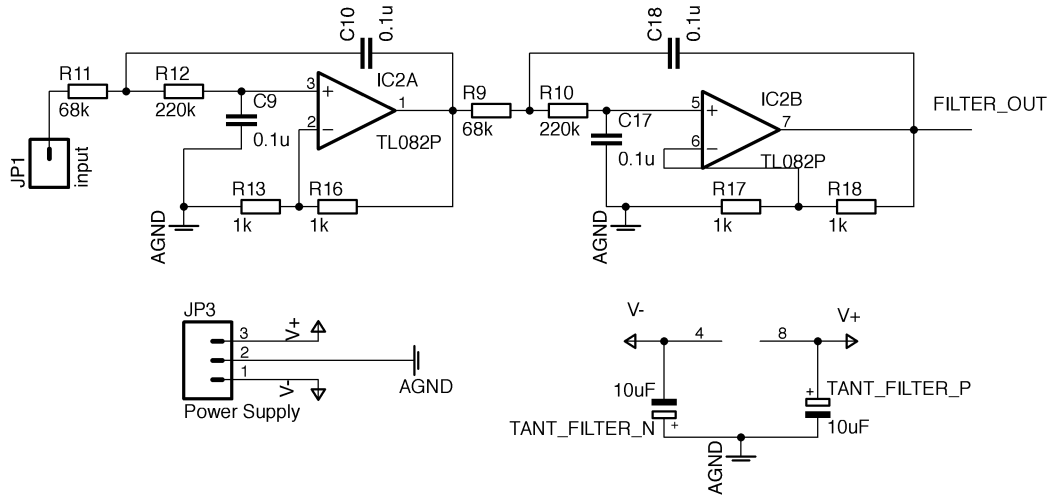 C10
0.1u
C18
0.1u
R11
68k
R12
220k
C9
0.1u
3
+
2
−
1
IC2A
TL082P
R9
68k
R10
220k
C17
0.1u
5
+
6
−
7
IC2B
TL082P
FILTER_OUT
JP1
input
R13
1k
R16
1k
AGND
R17
1k
R18
1k
AGND
JP3
3
V+
2
AGND
1
V-
Power Supply
V-
4
8
V+
10uF
TANT_FILTER_N
+
+
TANT_FILTER_P
10uF
AGND